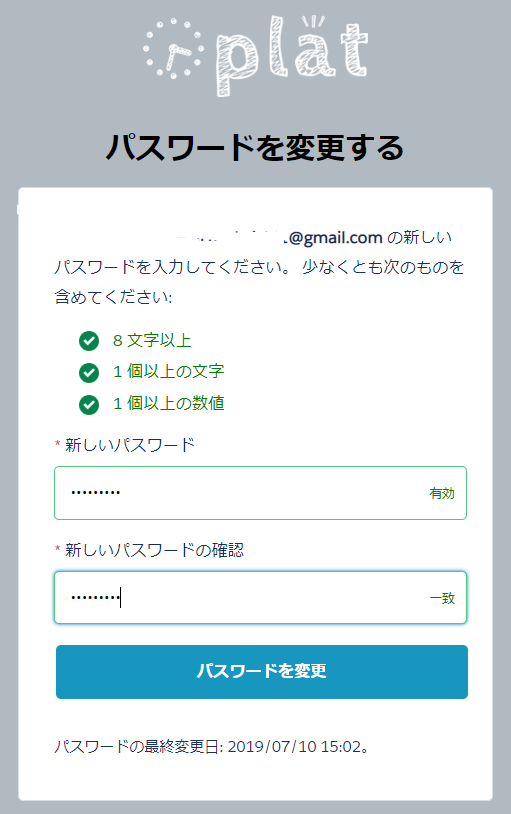 plat
パスワードを変更する
@gmail.com の新しい
パスワードを入力してください。 少なくとも次のものを
含めてください:
8 文字以上
1 個以上の文字
1 個以上の数値
* 新しいパスワード
••••••••• 有効
* 新しいパスワードの確認
••••••••• 一致
パスワードを変更
パスワードの最終変更日: 2019/07/10 15:02。